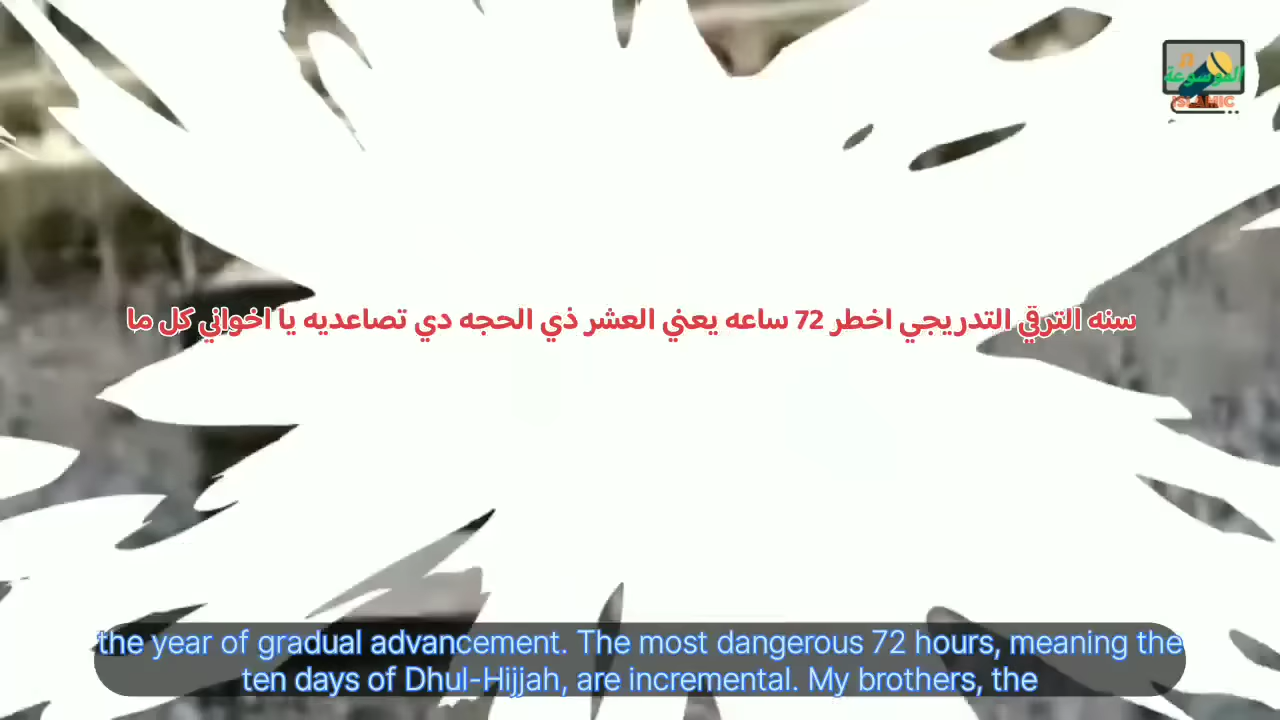 الموسوعة
ISLAMIC
سنه الترقي التدريجي اخطر 72 ساعه يعني العشر ذي الحجه دي تصاعديه يا اخواني كل ما
the year of gradual advancement. The most dangerous 72 hours, meaning the
ten days of Dhul-Hijjah, are incremental. My brothers, the